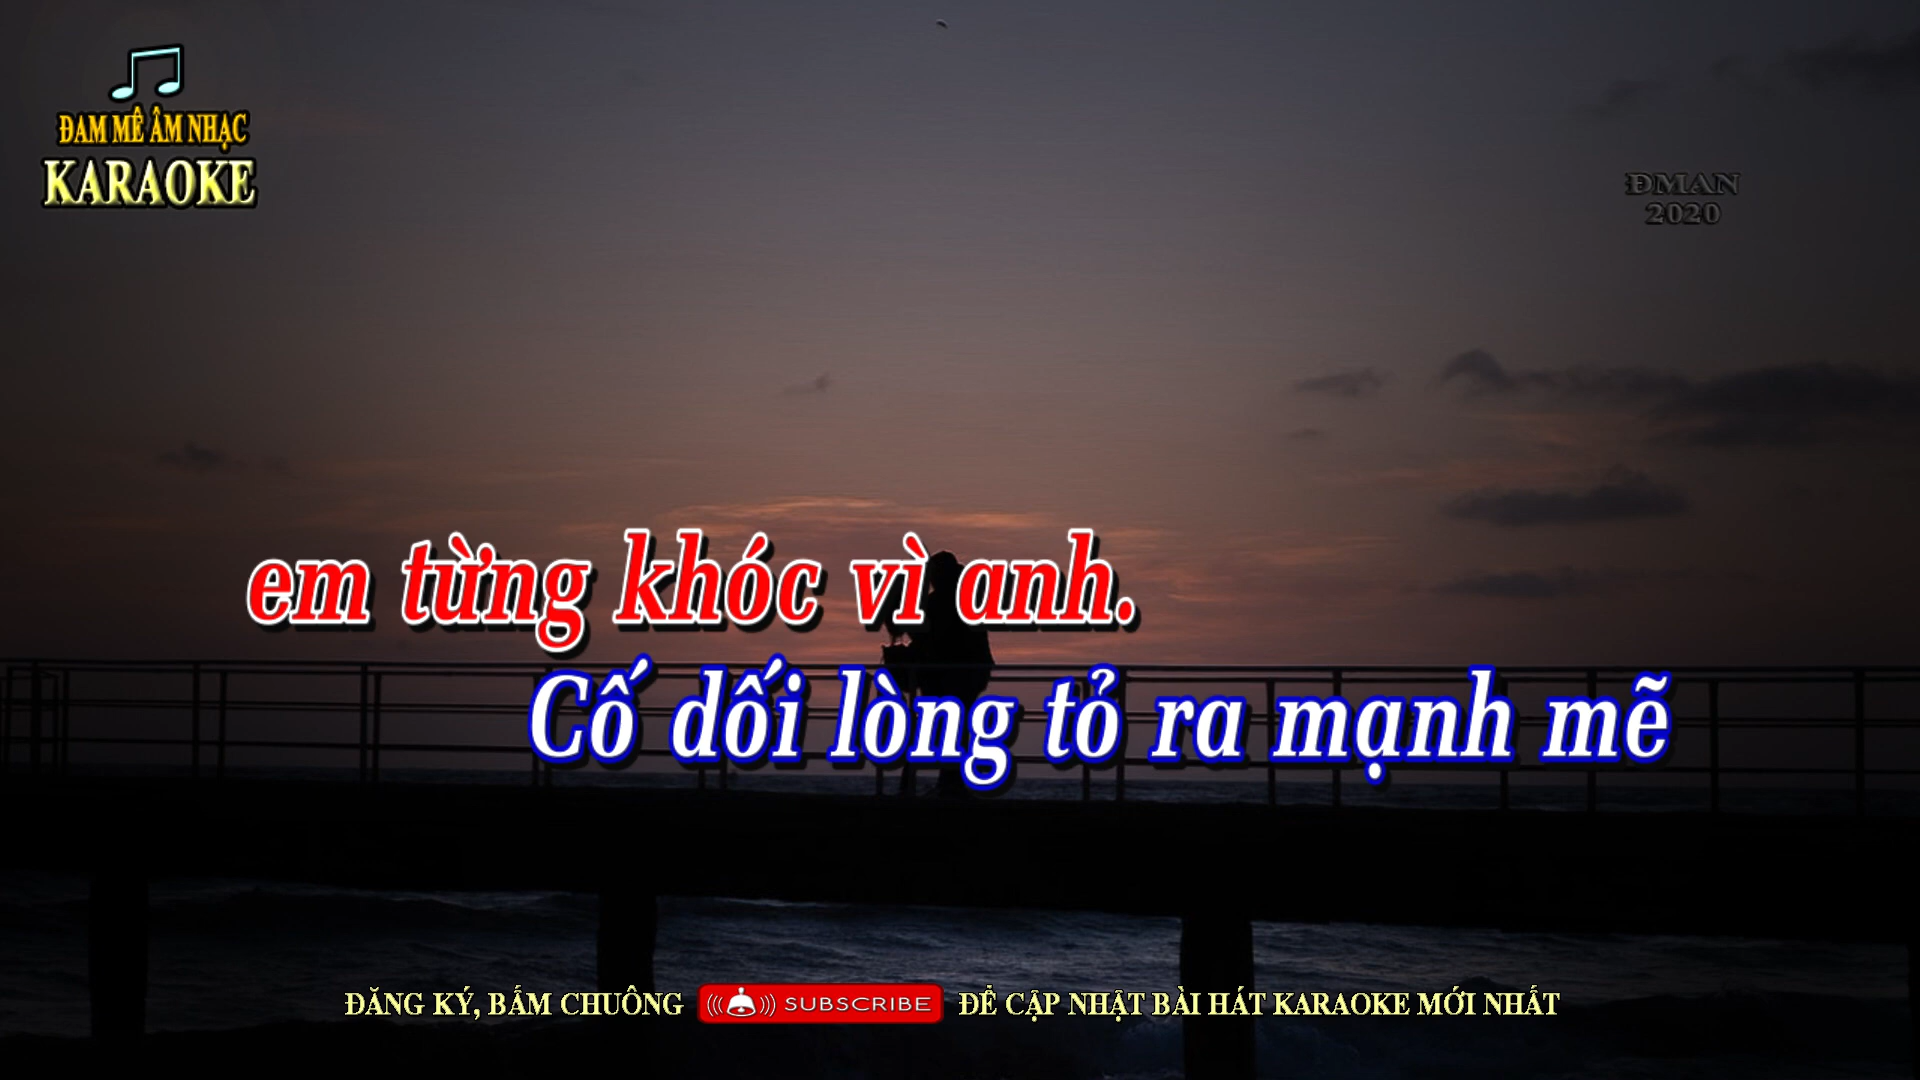 ĐAM MÊ ÂM NHẠC
KARAOKE
ĐMAN
2020
em từng khóc vì anh.
Cố dối lòng tỏ ra mạnh mẽ
ĐĂNG KÝ, BẤM CHUÔNG SUBSCRIBE ĐỂ CẬP NHẬT BÀI HÁT KARAOKE MỚI NHẤT